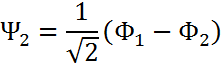 Ψ₂ = 1/√2 (Φ₁ − Φ₂)